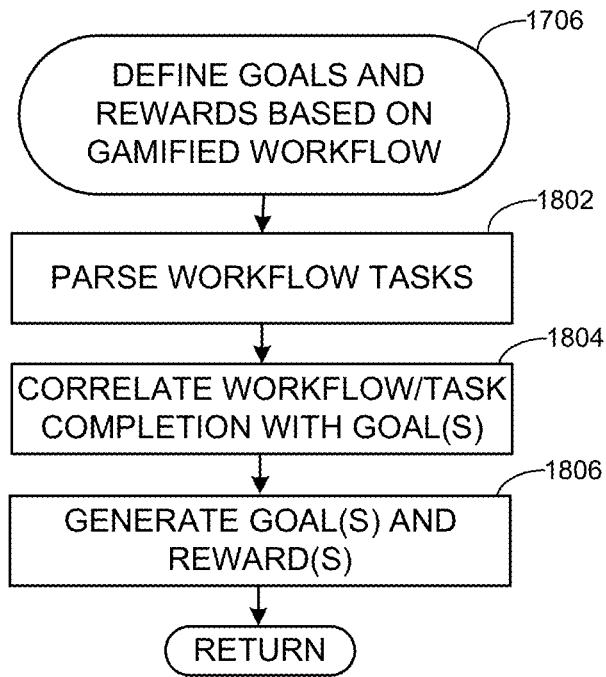 1706
DEFINE GOALS AND
REWARDS BASED ON
GAMIFIED WORKFLOW
1802
PARSE WORKFLOW TASKS
1804
CORRELATE WORKFLOW/TASK
COMPLETION WITH GOAL(S)
1806
GENERATE GOAL(S) AND
REWARD(S)
RETURN